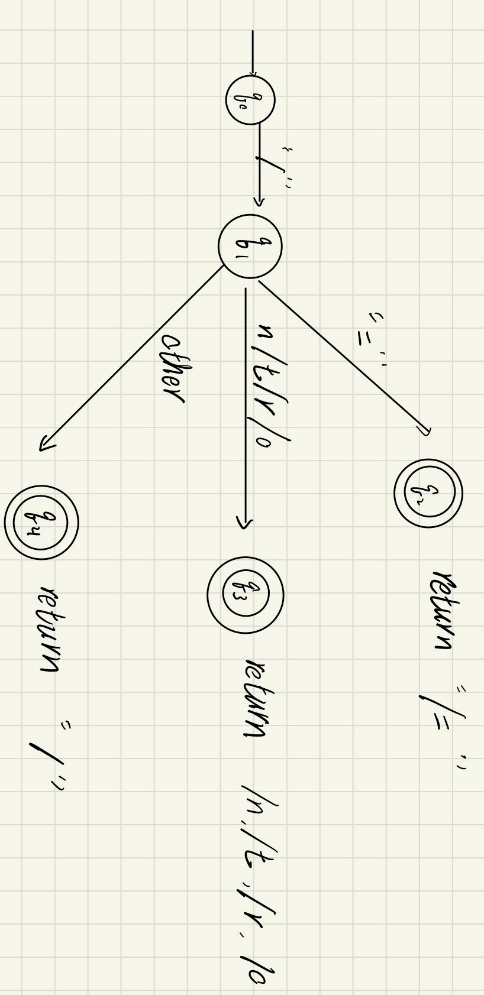 q0
"/"
q1
"="
q2
return "/="
n/t/r/0
q3
return /n, /t, /r, /0
other
q4
return "/"